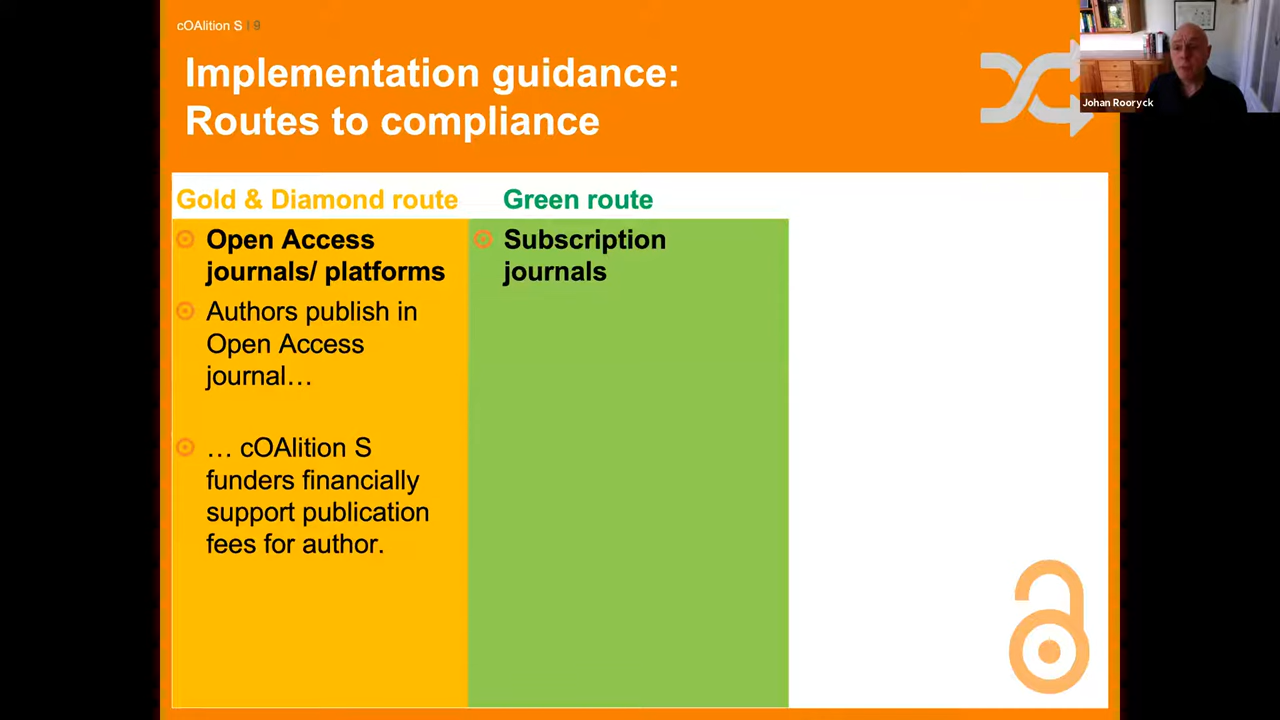 cOAlition S | 9
Implementation guidance:
Routes to compliance
Johan Rooryck
Gold & Diamond route
Open Access
journals/ platforms
Authors publish in
Open Access
journal…
… cOAlition S
funders financially
support publication
fees for author.
Green route
Subscription
journals